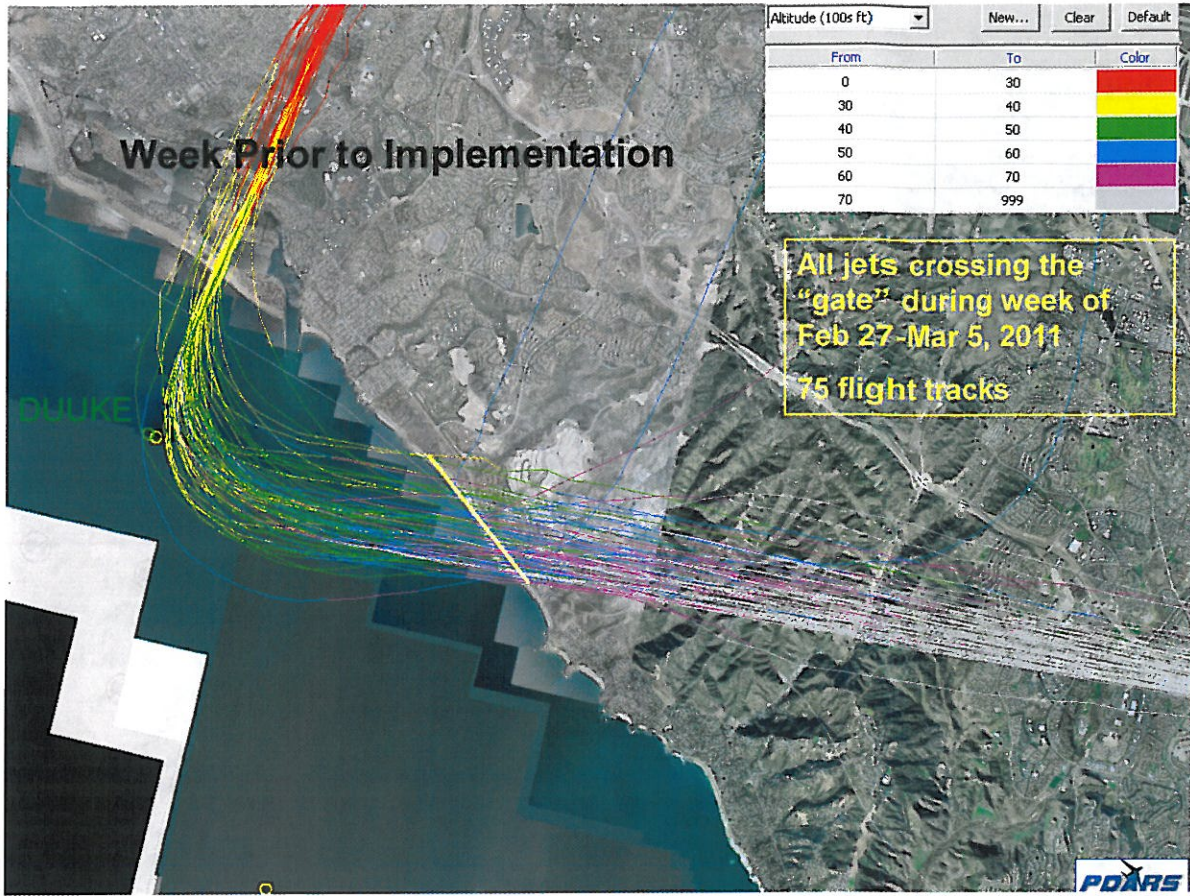 Altitude (100s ft)
New...
Clear
Default
From To Color
0 30
30 40
40 50
50 60
60 70
70 999
Week Prior to Implementation
All jets crossing the
"gate" during week of
Feb 27-Mar 5, 2011
75 flight tracks
DUUKE
PDARS